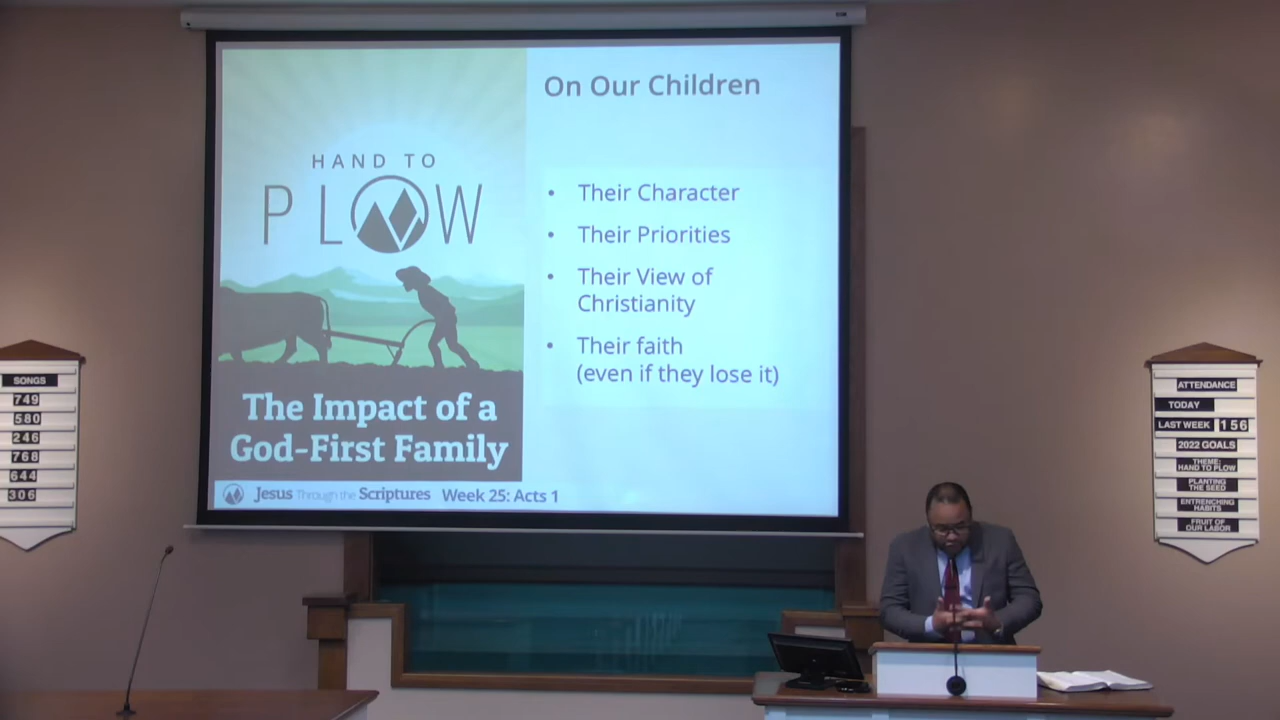 HAND TO
PLOW
The Impact of a
God-First Family
On Our Children
• Their Character
• Their Priorities
• Their View of
Christianity
• Their faith
(even if they lose it)
Jesus Through the Scriptures Week 25: Acts 1
SONGS
749
580
246
768
644
306
ATTENDANCE
TODAY
LAST WEEK 156
2022 GOALS
THEME:
HAND TO PLOW
PLANTING
THE SEED
ENTRENCHING
HABITS
FRUIT OF
OUR LABOR